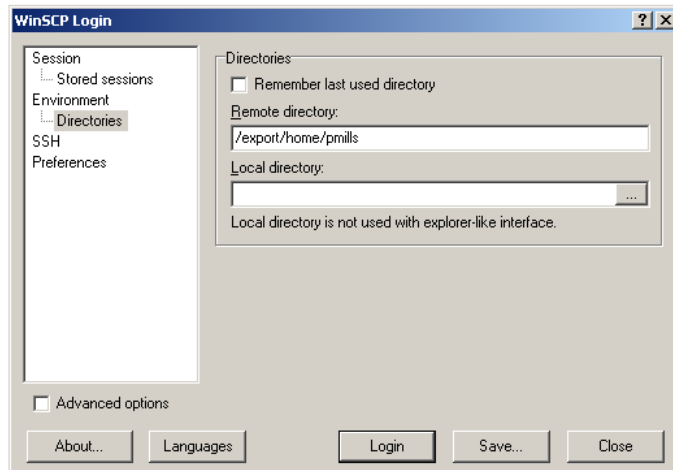 WinSCP Login
Session
Stored sessions
Environment
Directories
SSH
Preferences
Directories
Remember last used directory
Remote directory:
/export/home/pmills
Local directory:
...
Local directory is not used with explorer-like interface.
Advanced options
About... Languages Login Save... Close